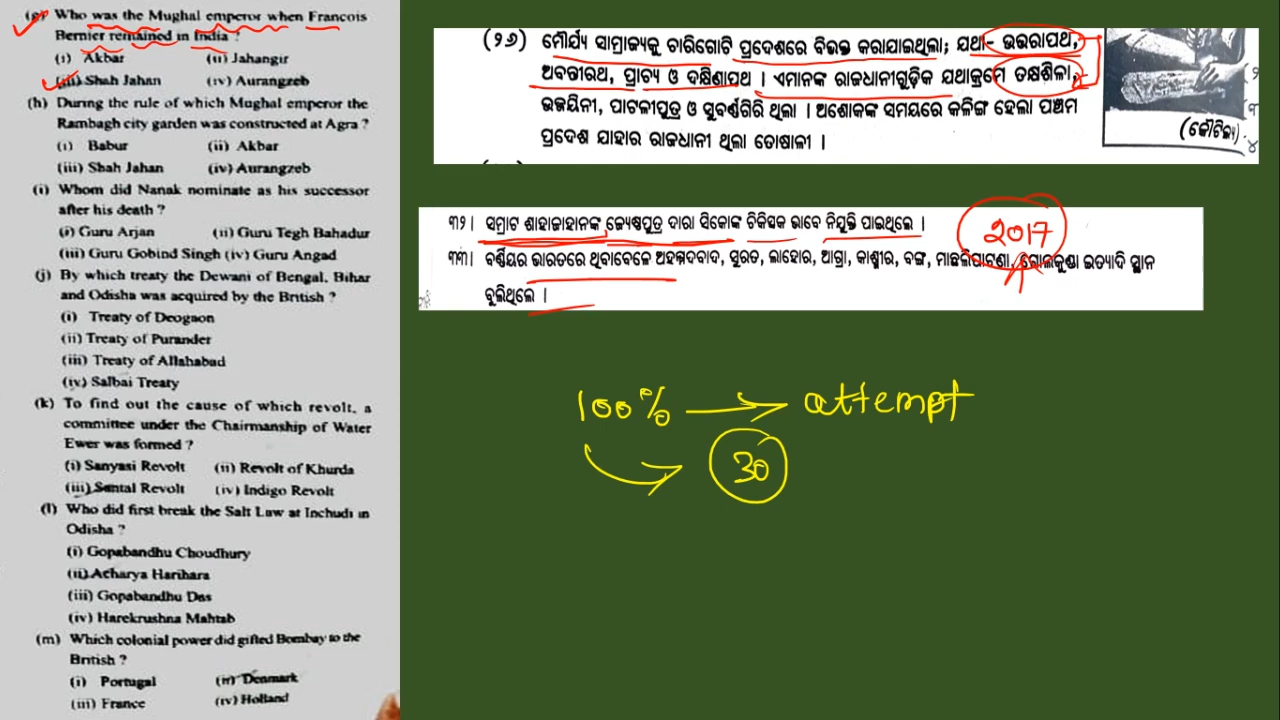 (g) Who was the Mughal emperor when Francois
Bernier remained in India ?
(i) Akbar (ii) Jahangir
(iii) Shah Jahan (iv) Aurangzeb
(h) During the rule of which Mughal emperor the
Rambagh city garden was constructed at Agra ?
(i) Babur (ii) Akbar
(iii) Shah Jahan (iv) Aurangzeb
(i) Whom did Nanak nominate as his successor
after his death ?
(i) Guru Arjan (ii) Guru Tegh Bahadur
(iii) Guru Gobind Singh (iv) Guru Angad
(j) By which treaty the Dewani of Bengal, Bihar
and Odisha was acquired by the British ?
(i) Treaty of Deogaon
(ii) Treaty of Purander
(iii) Treaty of Allahabad
(iv) Salbai Treaty
(k) To find out the cause of which revolt, a
committee under the Chairmanship of Water
Ewer was formed ?
(i) Sanyasi Revolt (ii) Revolt of Khurda
(iii) Santal Revolt (iv) Indigo Revolt
(l) Who did first break the Salt Law at Inchudi in
Odisha ?
(i) Gopabandhu Choudhury
(ii) Acharya Harihara
(iii) Gopabandhu Das
(iv) Harekrushna Mahtab
(m) Which colonial power did gifted Bombay to the
British ?
(i) Portugal (ii) Denmark
(iii) France (iv) Holland
(୨୬) ମୌର୍ଯ୍ୟ ସାମ୍ରାଜ୍ୟକୁ ଚାରିଗୋଟି ପ୍ରଦେଶରେ ବିଭକ୍ତ କରାଯାଇଥିଲା; ଯଥା- ଉତ୍ତରାପଥ,
ଅବନ୍ତୀରଥ, ପ୍ରାଚ୍ୟ ଓ ଦକ୍ଷିଣାପଥ । ଏମାନଙ୍କ ରାଜଧାନୀଗୁଡ଼ିକ ଯଥାକ୍ରମେ ତକ୍ଷଶିଳା,
ଉଜ୍ଜୟିନୀ, ପାଟଳୀପୁତ୍ର ଓ ସୁବର୍ଣ୍ଣଗିରି ଥିଲା । ଅଶୋକଙ୍କ ସମୟରେ କଳିଙ୍ଗ ହେଲା ପଞ୍ଚମ
ପ୍ରଦେଶ ଯାହାର ରାଜଧାନୀ ଥିଲା ତୋଷାଳୀ ।
(କୌଟିଲ୍ୟ)
୩୨। ସମ୍ରାଟ ଶାହାଜାହାନଙ୍କ ଜ୍ୟେଷ୍ଠପୁତ୍ର ଦାରା ସିକୋଙ୍କ ଚିକିତ୍ସକ ଭାବେ ନିଯୁକ୍ତି ପାଇଥିଲେ ।
2017
୩୩। ବର୍ଣ୍ଣିୟର ଭାରତରେ ଥିବାବେଳେ ଅହମ୍ମଦବାଦ, ସୁରତ, ଲାହୋର, ଆଗ୍ରା, କାଶ୍ମୀର, ବଙ୍ଗ, ମାଛଲିପାଟଣା, ଗୋଲକୁଣ୍ଡା ଇତ୍ୟାଦି ସ୍ଥାନ
ବୁଲିଥିଲେ ।
100% → attempt
30